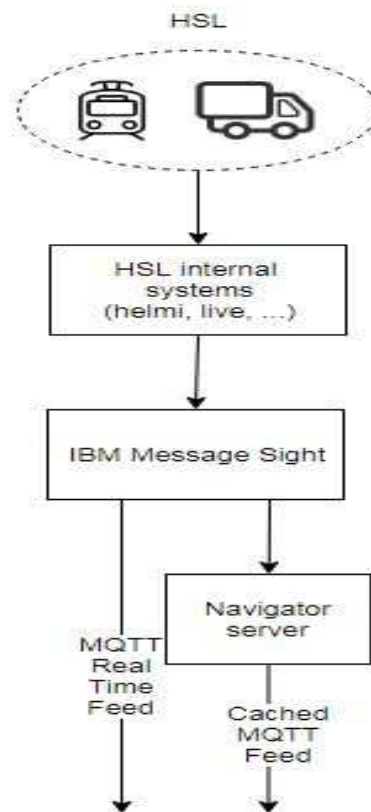 HSL
HSL internal
systems
(helmi, live, ...)
IBM Message Sight
Navigator
server
MQTT
Real
Time
Feed
Cached
MQTT
Feed